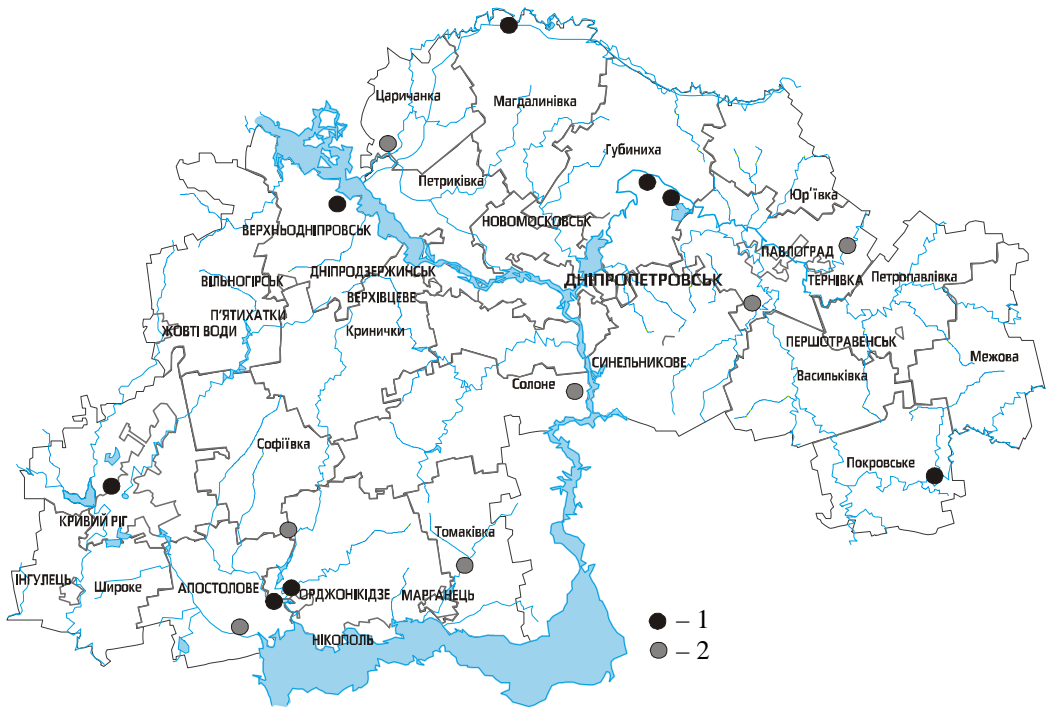 Царичанка
Магдалинівка
Губиниха
Петриківка
Юр'ївка
НОВОМОСКОВСЬК
ВЕРХНЬОДНІПРОВСЬК
ПАВЛОГРАД
ДНІПРОДЗЕРЖИНСЬК
ВІЛЬНОГІРСЬК
ДНІПРОПЕТРОВСЬК
ТЕРНІВКА
Петропавлівка
ВЕРХІВЦЕВЕ
П'ЯТИХАТКИ
ЖОВТІ ВОДИ
Кринички
ПЕРШОТРАВЕНСЬК
Межова
СИНЕЛЬНИКОВЕ
Васильківка
Солоне
Софіївка
Покровське
КРИВИЙ РІГ
Томаківка
ІНГУЛЕЦЬ
Широке
АПОСТОЛОВЕ
ОРДЖОНІКІДЗЕ
МАРГАНЕЦЬ
НІКОПОЛЬ
– 1
– 2